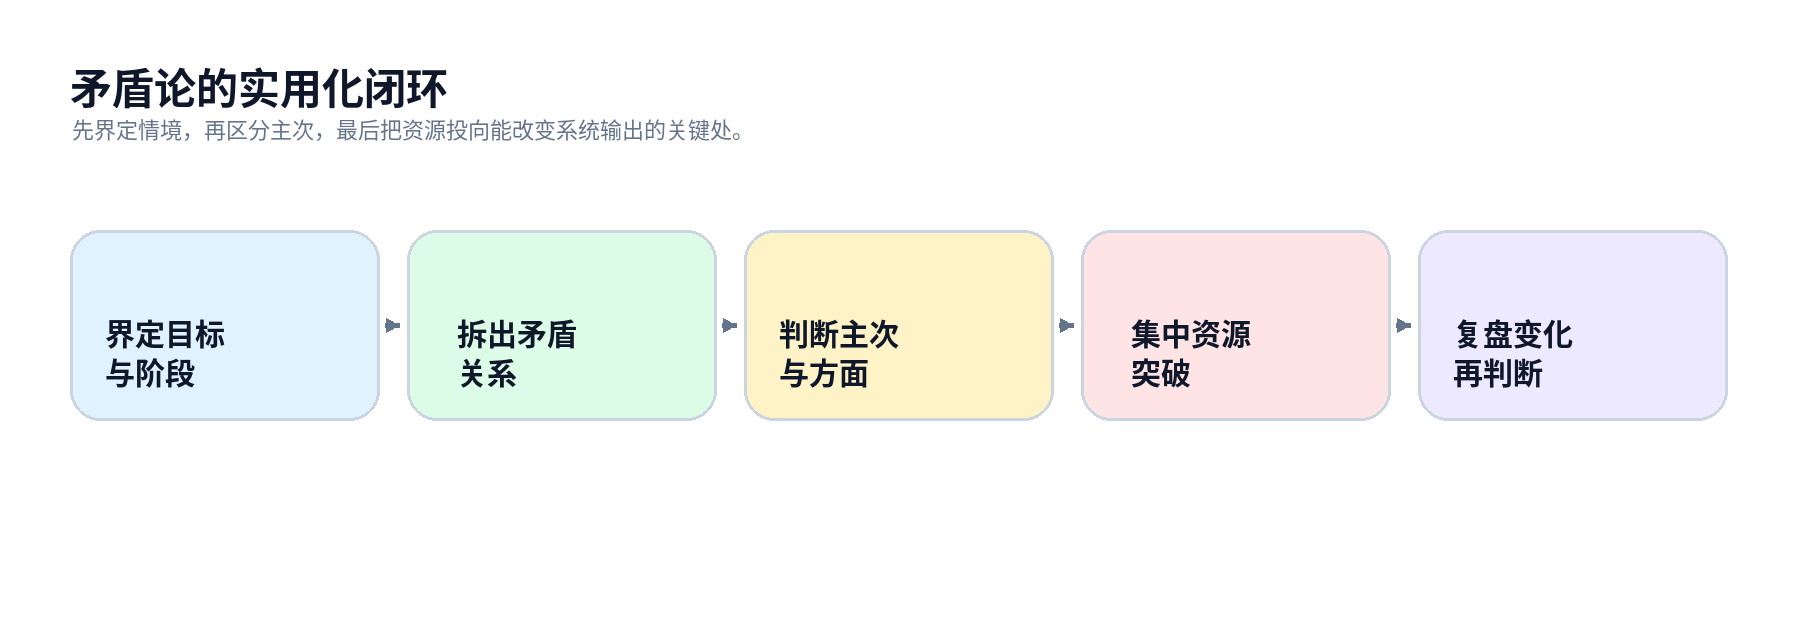 矛盾论的实用化闭环
先界定情境，再区分主次，最后把资源投向能改变系统输出的关键处。
界定目标
与阶段
拆出矛盾
关系
判断主次
与方面
集中资源
突破
复盘变化
再判断